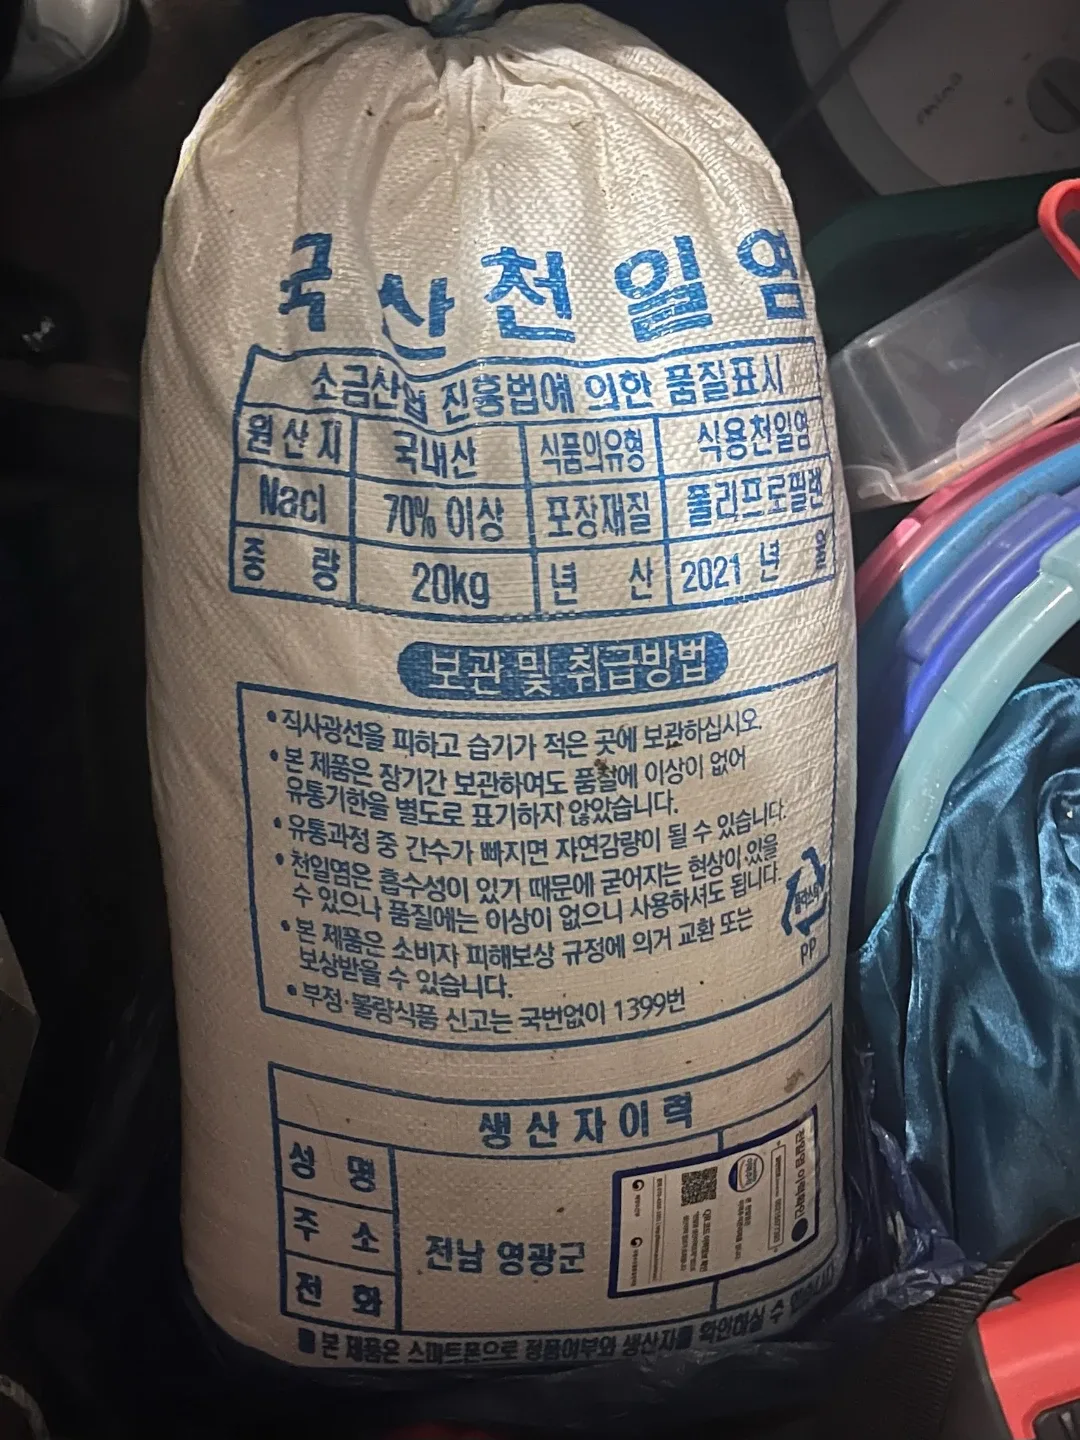 국산천일염
소금산업 진흥법에 의한 품질표시
원산지 국내산 식품의유형 식용천일염
Nacl 70% 이상 포장재질 폴리프로필렌
중 량 20kg 년 산 2021 년 월
보관 및 취급방법
• 직사광선을 피하고 습기가 적은 곳에 보관하십시오.
• 본 제품은 장기간 보관하여도 품질에 이상이 없어
유통기한을 별도로 표기하지 않았습니다.
• 유통과정 중 간수가 빠지면 자연감량이 될 수 있습니다.
• 천일염은 흡수성이 있기 때문에 굳어지는 현상이 있을
수 있으나 품질에는 이상이 없으니 사용하셔도 됩니다.
• 본 제품은 소비자 피해보상 규정에 의거 교환 또는
보상받을 수 있습니다.
• 부정·불량식품 신고는 국번없이 1399번
PP
생산자이력
성 명
주 소 전남 영광군
전 화
천일염 이력확인
본 제품은 스마트폰으로 정품여부와 생산자를 확인하실 수